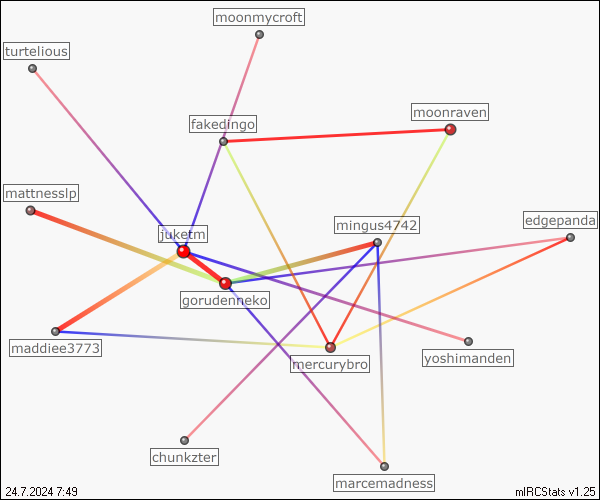 moonmycroft
turtelious
moonraven
fakedingo
mattnesslp
edgepanda
mingus4742
juketm
gorudenneko
maddiee3773
yoshimanden
mercurybro
chunkzter
marcemadness
24.7.2024 7:49
mIRCStats v1.25